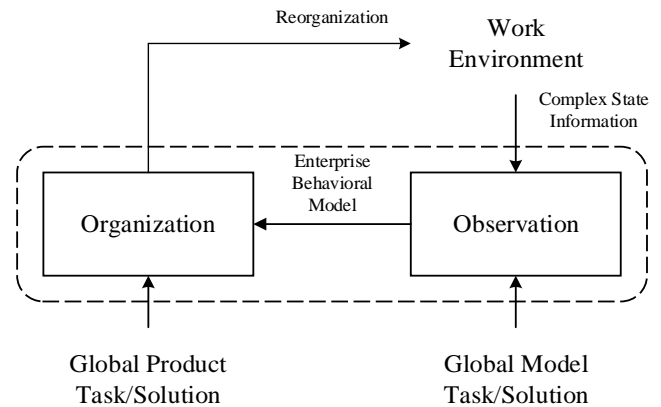 Reorganization
Work
Environment
Complex State
Information
Enterprise
Behavioral
Model
Organization
Observation
Global Product
Task/Solution
Global Model
Task/Solution